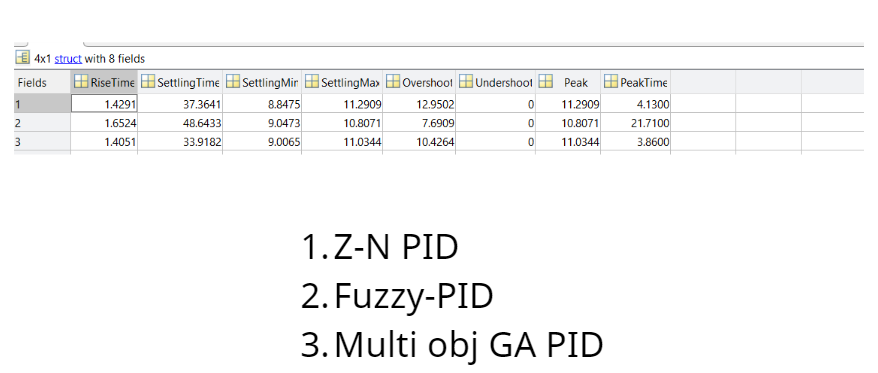 4x1 struct with 8 fields
Fields RiseTime SettlingTime SettlingMin SettlingMax Overshoot Undershoot Peak PeakTime
1 1.4291 37.3641 8.8475 11.2909 12.9502 0 11.2909 4.1300
2 1.6524 48.6433 9.0473 10.8071 7.6909 0 10.8071 21.7100
3 1.4051 33.9182 9.0065 11.0344 10.4264 0 11.0344 3.8600
1. Z-N PID
2. Fuzzy-PID
3. Multi obj GA PID